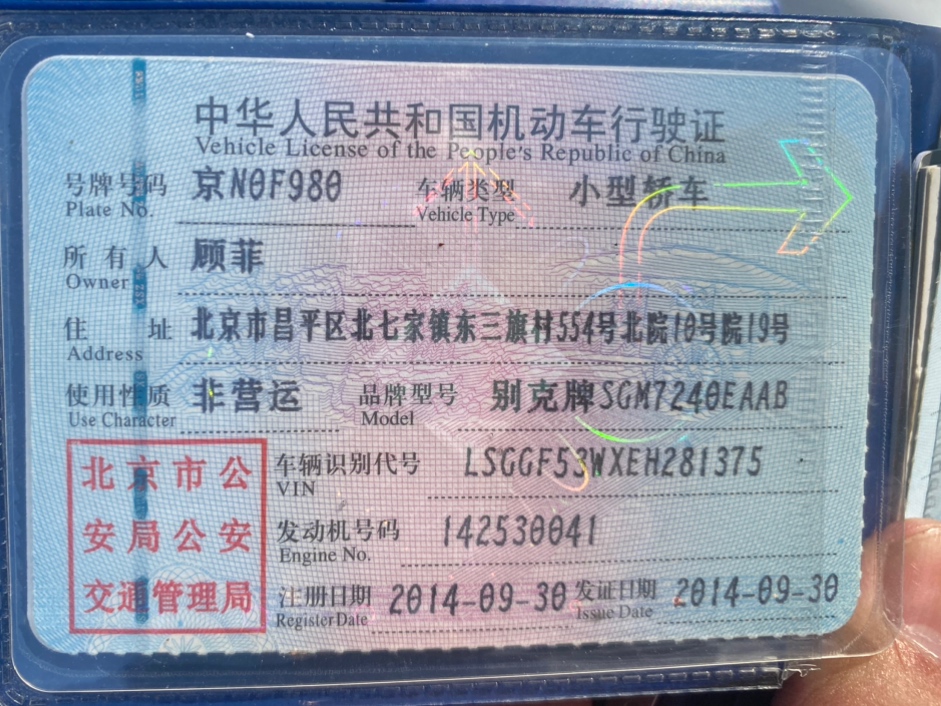 中华人民共和国机动车行驶证
Vehicle License of the People's Republic of China
号牌号码 京N0F980 车辆类型 小型轿车
Plate No. Vehicle Type
所有人 顾菲
Owner
住址 北京市昌平区北七家镇东三旗村554号北院10号院19号
Address
使用性质 非营运 品牌型号 别克牌SGM7240EAAB
Use Character Model
北京市公 车辆识别代号 LSGGF53WXEH281375
VIN
安局公安 发动机号码 142530041
Engine No.
交通管理局 注册日期 2014-09-30 发证日期 2014-09-30
Register Date Issue Date